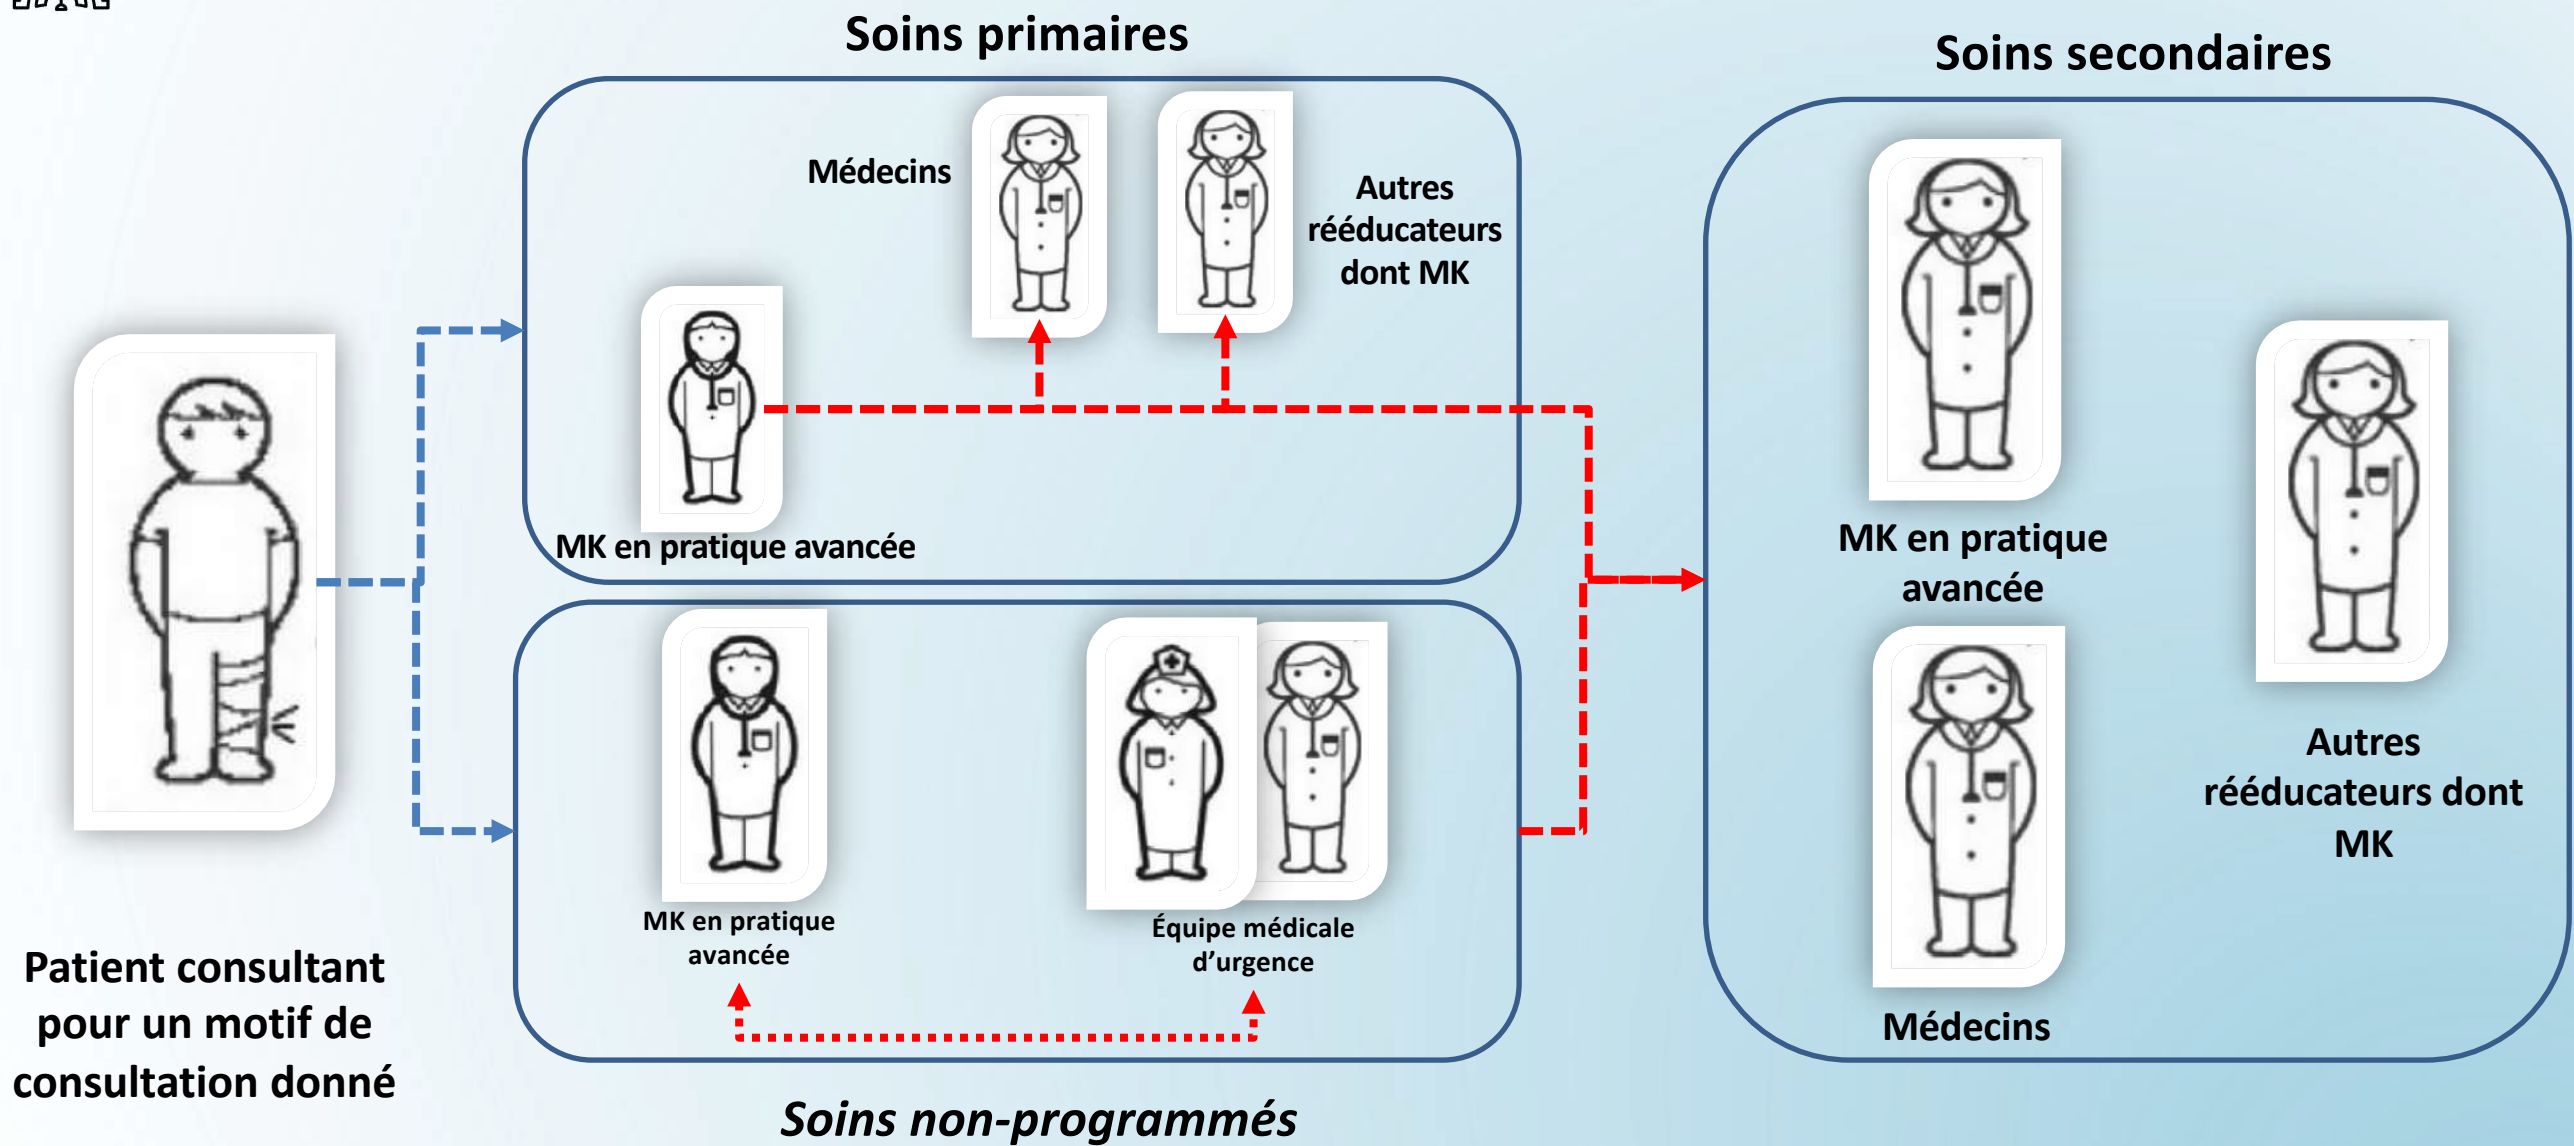 Soins primaires
Soins secondaires
Médecins
Autres
rééducateurs
dont MK
MK en pratique avancée
MK en pratique
avancée
Équipe médicale
d’urgence
Soins non-programmés
Patient consultant
pour un motif de
consultation donné
MK en pratique
avancée
Médecins
Autres
rééducateurs dont
MK